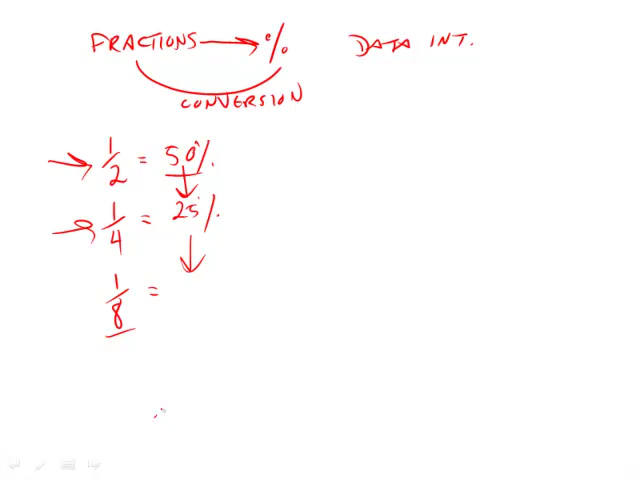 FRACTIONS → % DATA INT.
CONVERSION
1/2 = 50%
1/4 = 25%
1/8 =